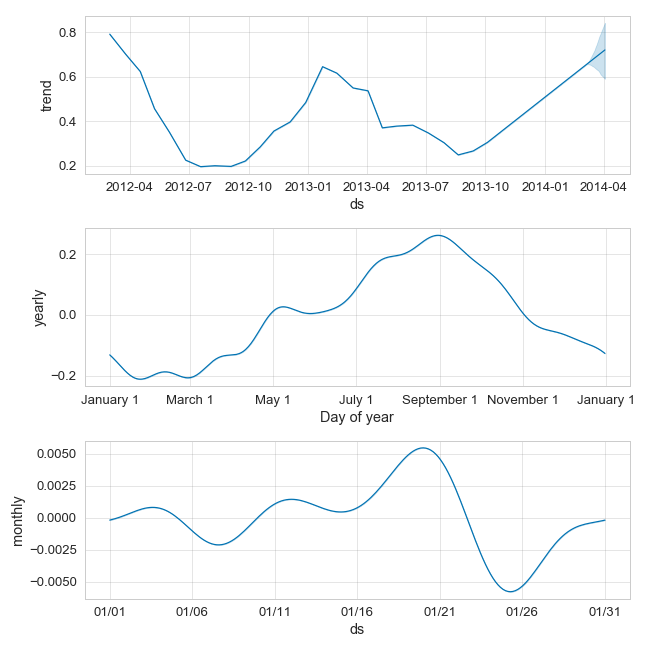 0.8
0.6
0.4
0.2
trend
2012-04 2012-07 2012-10 2013-01 2013-04 2013-07 2013-10 2014-01 2014-04
ds
0.2
0.0
−0.2
yearly
January 1 March 1 May 1 July 1 September 1 November 1 January 1
Day of year
0.0050
0.0025
0.0000
−0.0025
−0.0050
monthly
01/01 01/06 01/11 01/16 01/21 01/26 01/31
ds